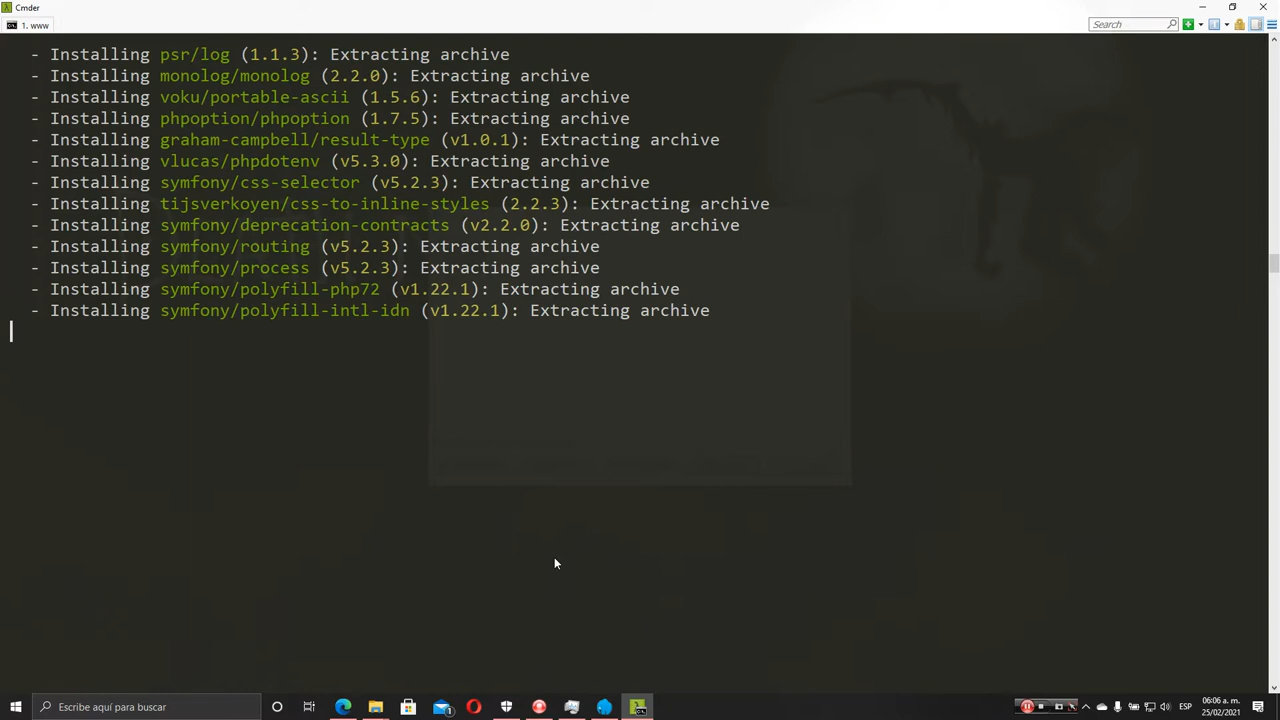 Cmder
1. www
Search
- Installing psr/log (1.1.3): Extracting archive
- Installing monolog/monolog (2.2.0): Extracting archive
- Installing voku/portable-ascii (1.5.6): Extracting archive
- Installing phpoption/phpoption (1.7.5): Extracting archive
- Installing graham-campbell/result-type (v1.0.1): Extracting archive
- Installing vlucas/phpdotenv (v5.3.0): Extracting archive
- Installing symfony/css-selector (v5.2.3): Extracting archive
- Installing tijsverkoyen/css-to-inline-styles (2.2.3): Extracting archive
- Installing symfony/deprecation-contracts (v2.2.0): Extracting archive
- Installing symfony/routing (v5.2.3): Extracting archive
- Installing symfony/process (v5.2.3): Extracting archive
- Installing symfony/polyfill-php72 (v1.22.1): Extracting archive
- Installing symfony/polyfill-intl-idn (v1.22.1): Extracting archive
Escribe aquí para buscar
ESP
06:06 a. m.
25/02/2021